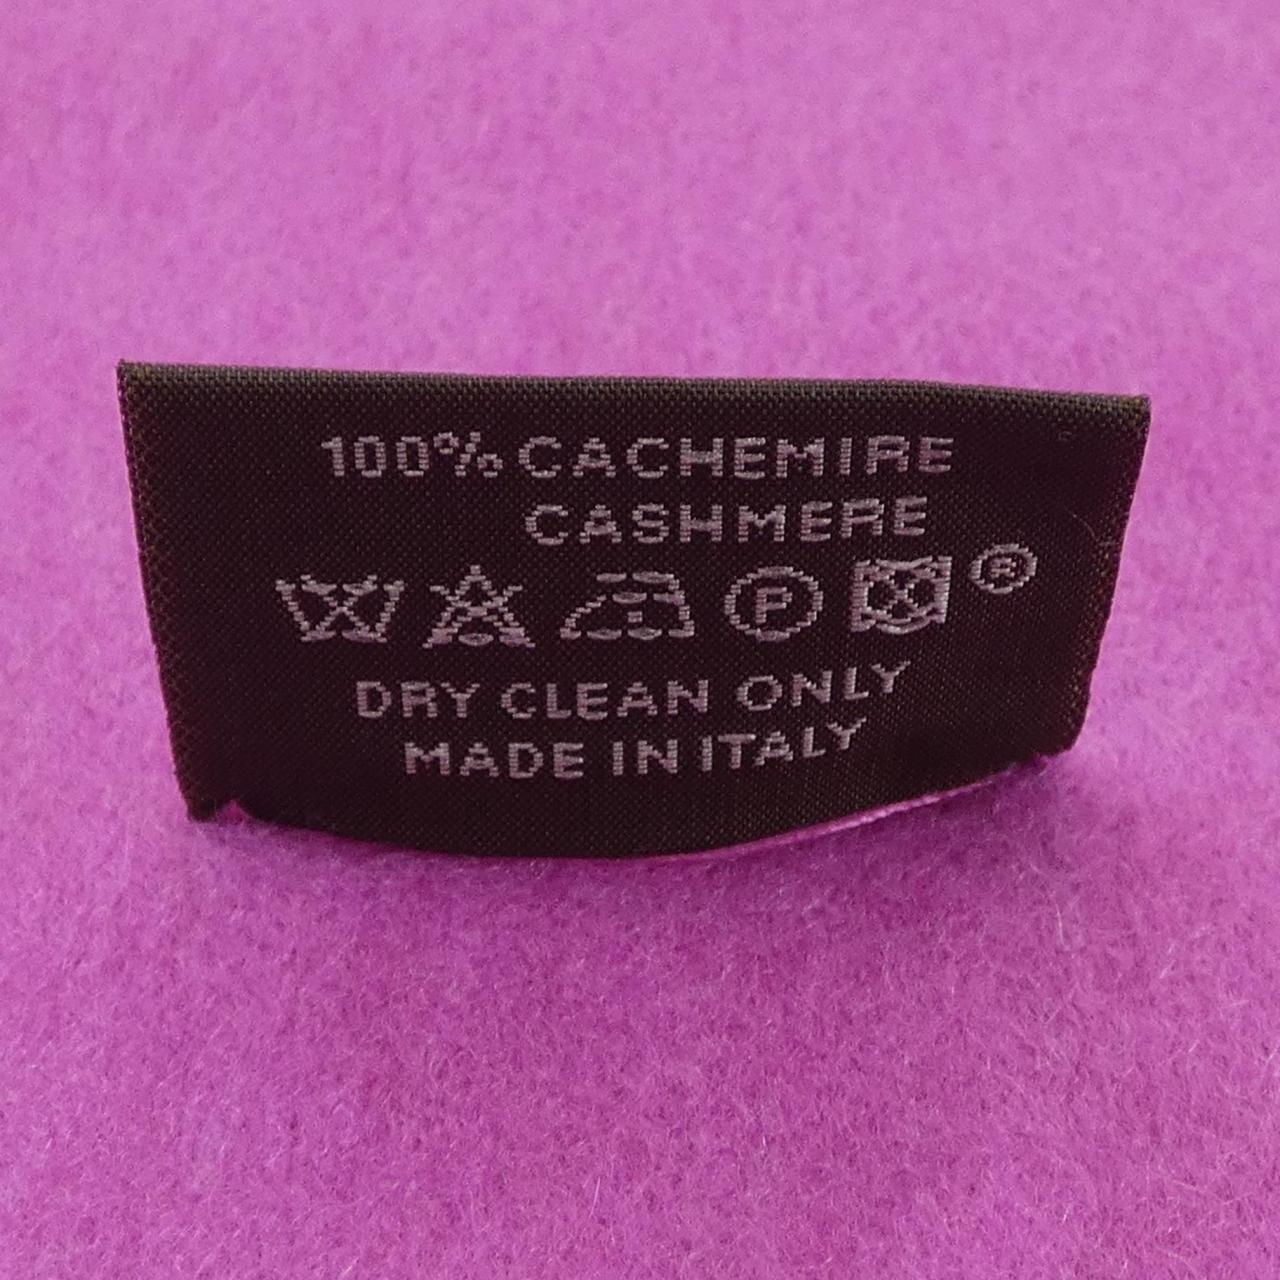 100% CACHEMIRE
CASHMERE
P ®
DRY CLEAN ONLY
MADE IN ITALY